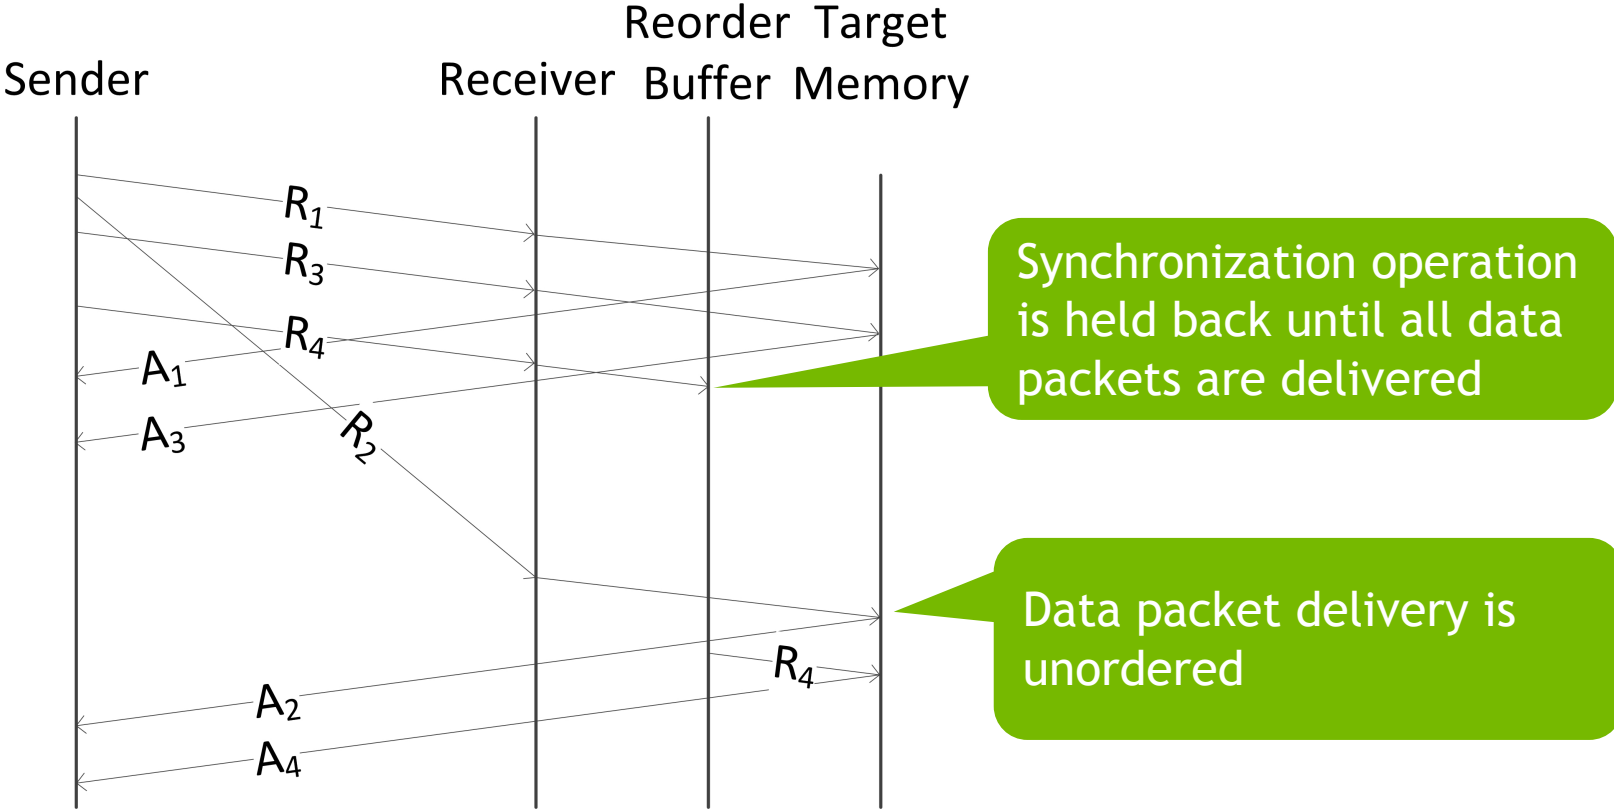 Sender
Receiver
Reorder
Buffer
Target
Memory
R1
R3
R4
A1
A3
R2
Synchronization operation
is held back until all data
packets are delivered
Data packet delivery is
unordered
R4
A2
A4